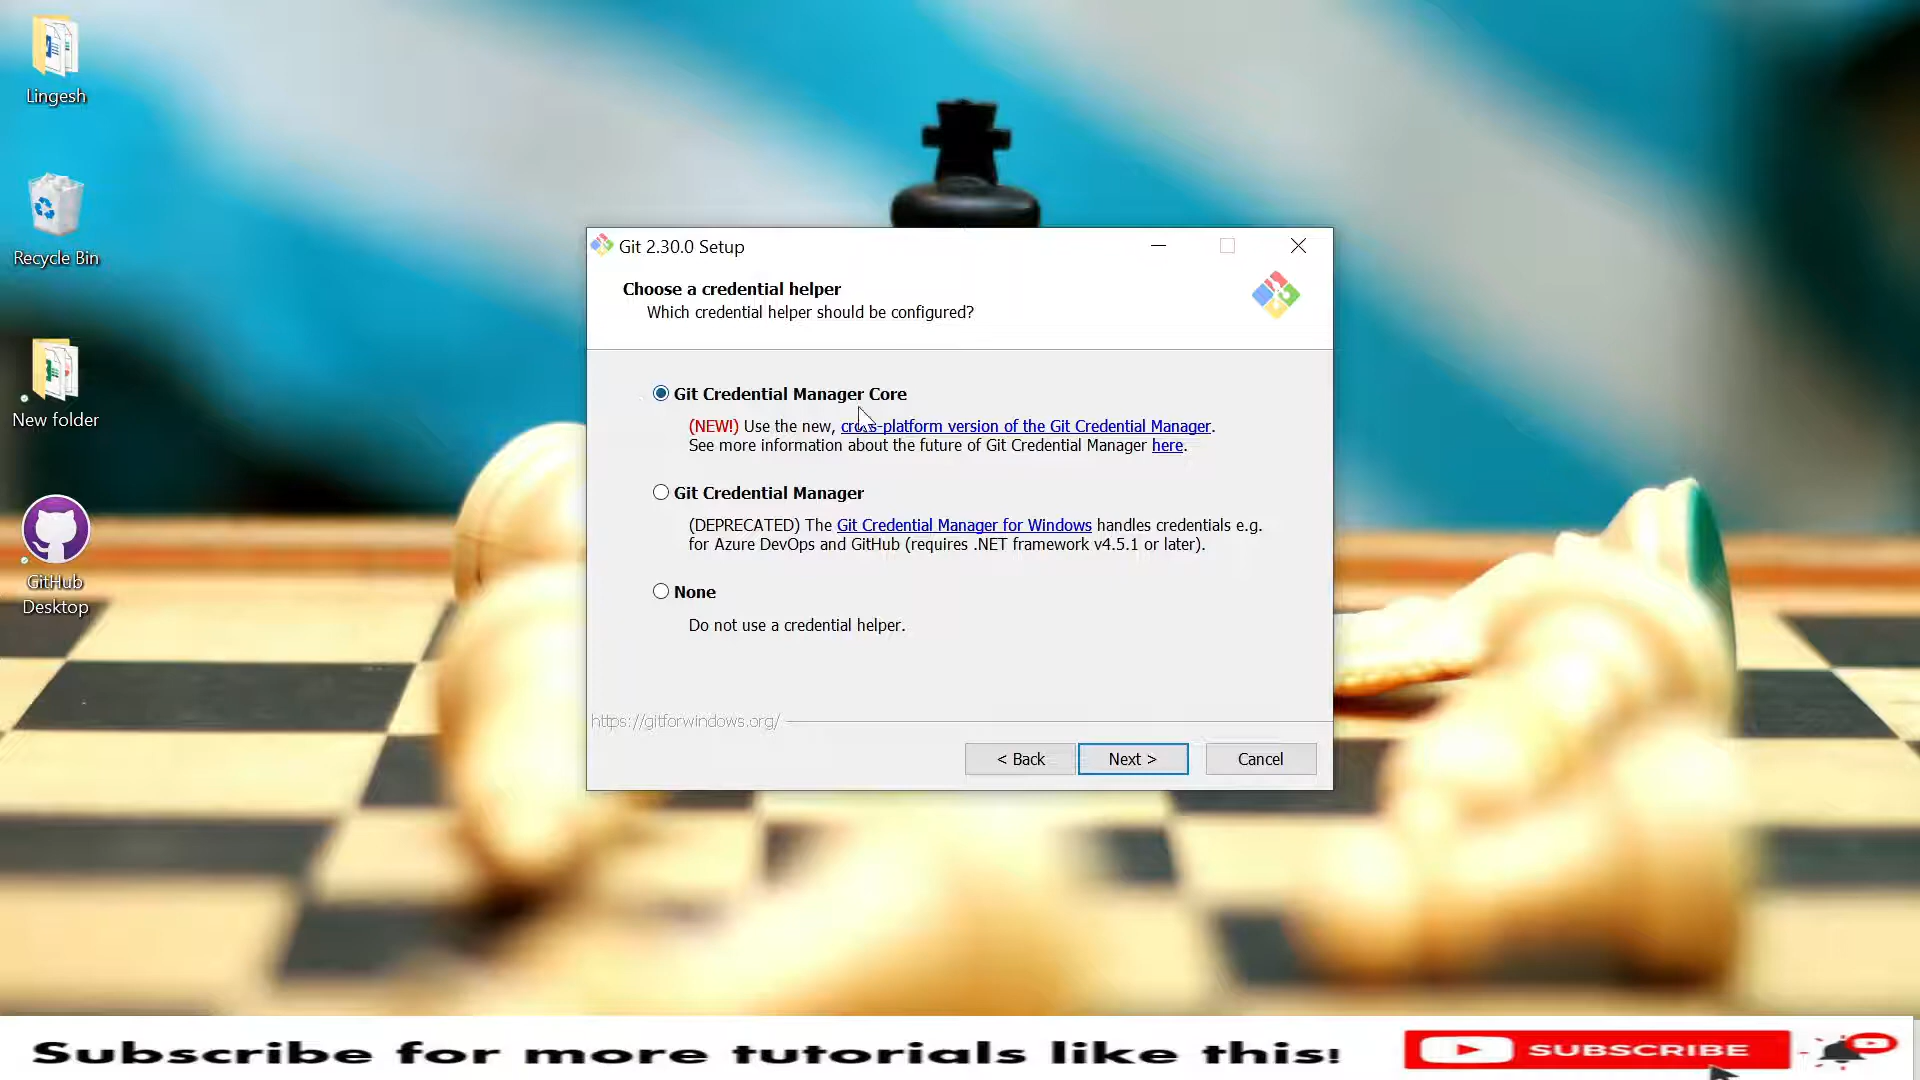 Lingesh
Recycle Bin
New folder
GitHub
Desktop
Git 2.30.0 Setup
Choose a credential helper
Which credential helper should be configured?
Git Credential Manager Core
(NEW!) Use the new, cross-platform version of the Git Credential Manager.
See more information about the future of Git Credential Manager here.
Git Credential Manager
(DEPRECATED) The Git Credential Manager for Windows handles credentials e.g.
for Azure DevOps and GitHub (requires .NET framework v4.5.1 or later).
None
Do not use a credential helper.
https://gitforwindows.org/
< Back
Next >
Cancel
Subscribe for more tutorials like this!
SUBSCRIBE